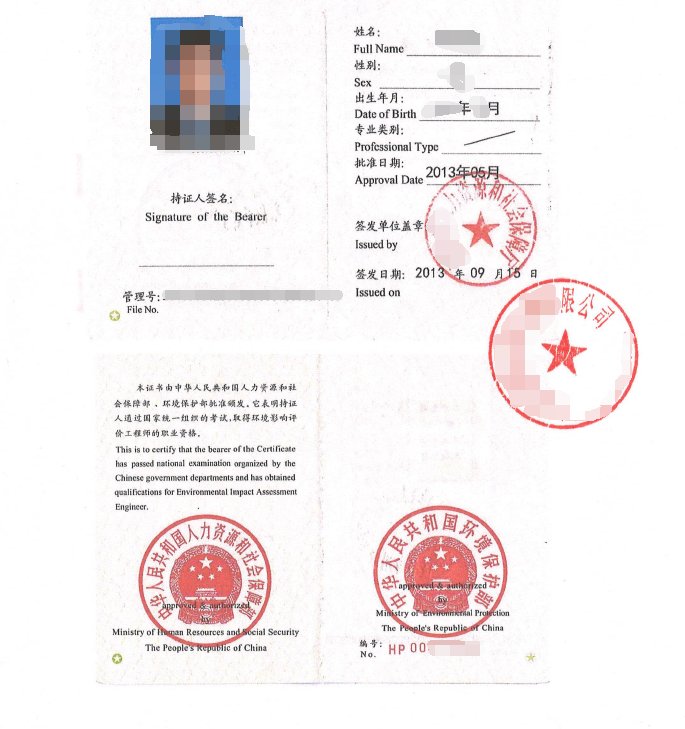 姓名:
Full Name
性别:
Sex
出生年月:
年 月
Date of Birth
专业类别:
Professional Type
批准日期:
Approval Date 2013年05月
持证人签名:
Signature of the Bearer
签发单位盖章
Issued by
力资源和社会保障厅
签发日期: 2013 年 09 月 15 日
Issued on
管理号:
File No.
限公司
本证书由中华人民共和国人力资源和社
会保障部、环境保护部批准颁发。它表明持证
人通过国家统一组织的考试,取得环境影响评
价工程师的职业资格。
This is to certify that the bearer of the Certificate
has passed national examination organized by the
Chinese government departments and has obtained
qualifications for Environmental Impact Assessment
Engineer.
中华人民共和国人力资源和社会保障部
approved & authorized
by
Ministry of Human Resources and Social Security
The People's Republic of China
中华人民共和国环境保护部
approved & authorized
by
Ministry of Environmental Protection
The People's Republic of China
编号:
No. HP 00